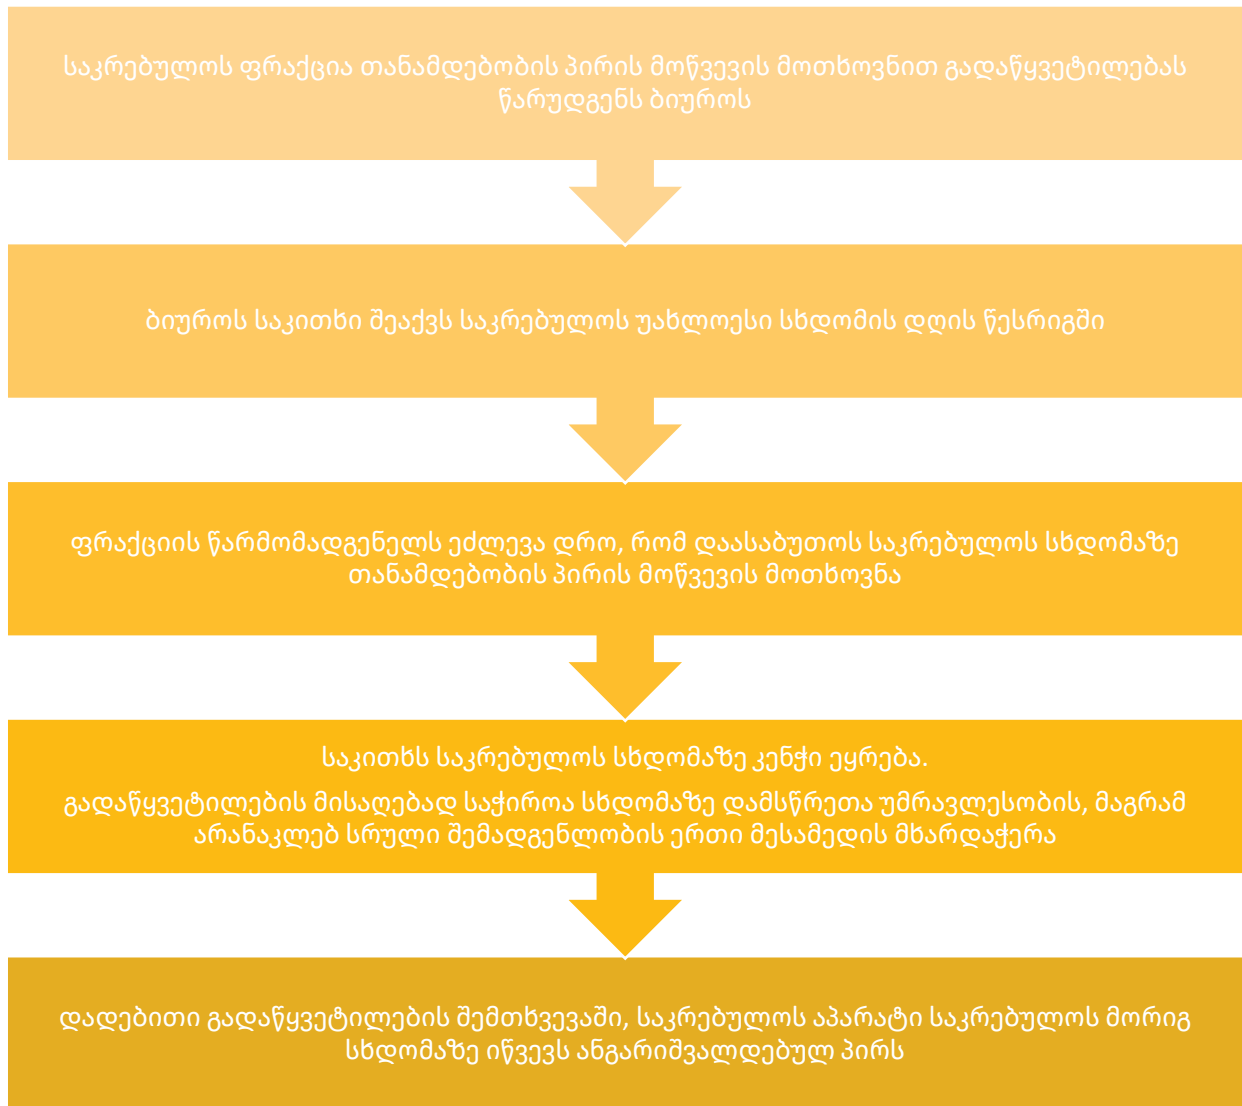 საკრებულოს ფრაქცია თანამდებობის პირის მოწვევის მოთხოვნით გადაწყვეტილებას
წარუდგენს ბიუროს
ბიუროს საკითხი შეაქვს საკრებულოს უახლოესი სხდომის დღის წესრიგში
ფრაქციის წარმომადგენელს ეძლევა დრო, რომ დაასაბუთოს საკრებულოს სხდომაზე
თანამდებობის პირის მოწვევის მოთხოვნა
საკითხს საკრებულოს სხდომაზე კენჭი ეყრება.
გადაწყვეტილების მისაღებად საჭიროა სხდომაზე დამსწრეთა უმრავლესობის, მაგრამ
არანაკლებ სრული შემადგენლობის ერთი მესამედის მხარდაჭერა
დადებითი გადაწყვეტილების შემთხვევაში, საკრებულოს აპარატი საკრებულოს მორიგ
სხდომაზე იწვევს ანგარიშვალდებულ პირს